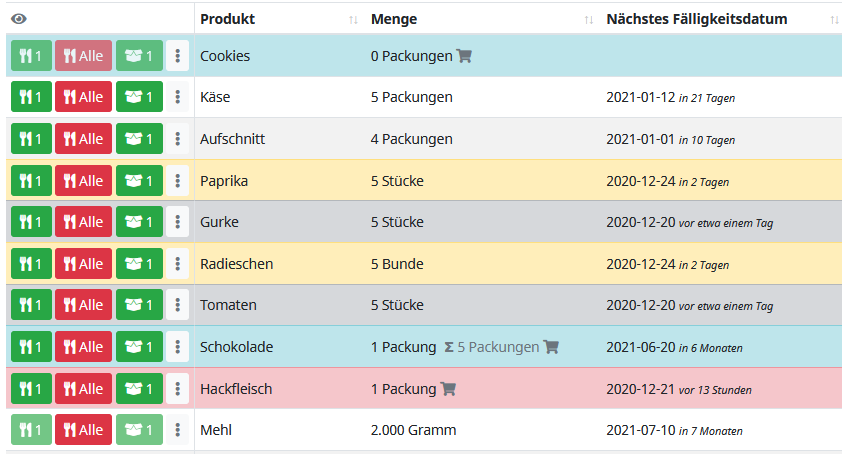 Produkt Menge Nächstes Fälligkeitsdatum
1 Alle 1 Cookies 0 Packungen
1 Alle 1 Käse 5 Packungen 2021-01-12 in 21 Tagen
1 Alle 1 Aufschnitt 4 Packungen 2021-01-01 in 10 Tagen
1 Alle 1 Paprika 5 Stücke 2020-12-24 in 2 Tagen
1 Alle 1 Gurke 5 Stücke 2020-12-20 vor etwa einem Tag
1 Alle 1 Radieschen 5 Bunde 2020-12-24 in 2 Tagen
1 Alle 1 Tomaten 5 Stücke 2020-12-20 vor etwa einem Tag
1 Alle 1 Schokolade 1 Packung Σ 5 Packungen 2021-06-20 in 6 Monaten
1 Alle 1 Hackfleisch 1 Packung 2020-12-21 vor 13 Stunden
1 Alle 1 Mehl 2.000 Gramm 2021-07-10 in 7 Monaten